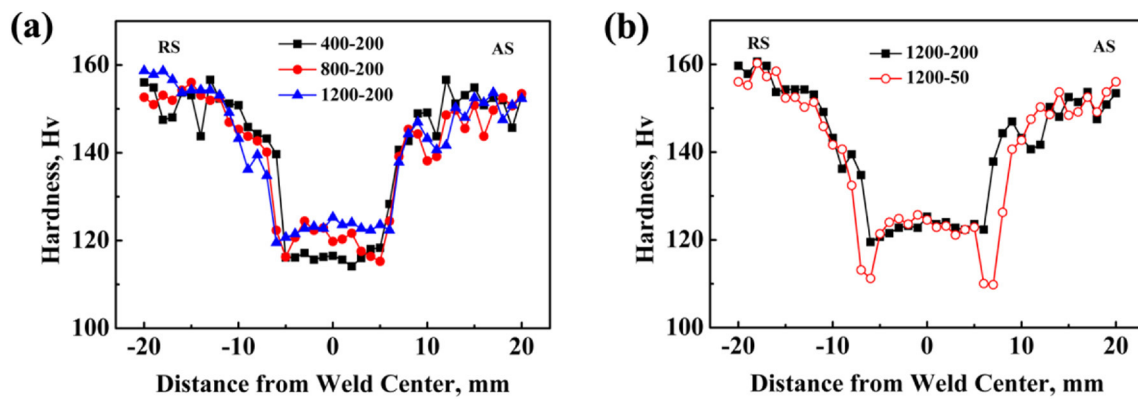 (a)
RS
AS
400-200
800-200
1200-200
160
140
120
100
Hardness, Hv
-20 -10 0 10 20
Distance from Weld Center, mm
(b)
RS
AS
1200-200
1200-50
160
140
120
100
Hardness, Hv
-20 -10 0 10 20
Distance from Weld Center, mm